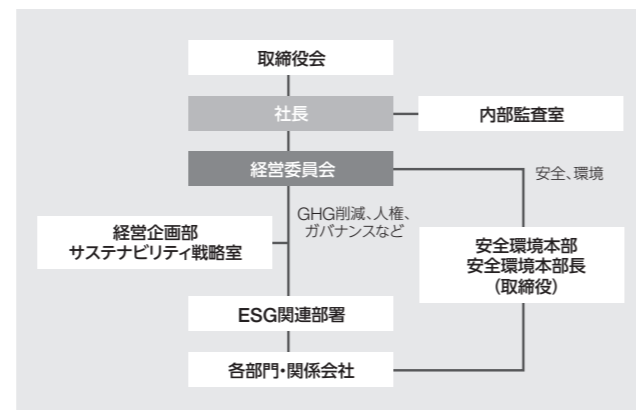 取締役会
社長
内部監査室
経営委員会
安全、環境
GHG削減、人権、
ガバナンスなど
経営企画部
サステナビリティ戦略室
安全環境本部
安全環境本部長
(取締役)
ESG関連部署
各部門・関係会社